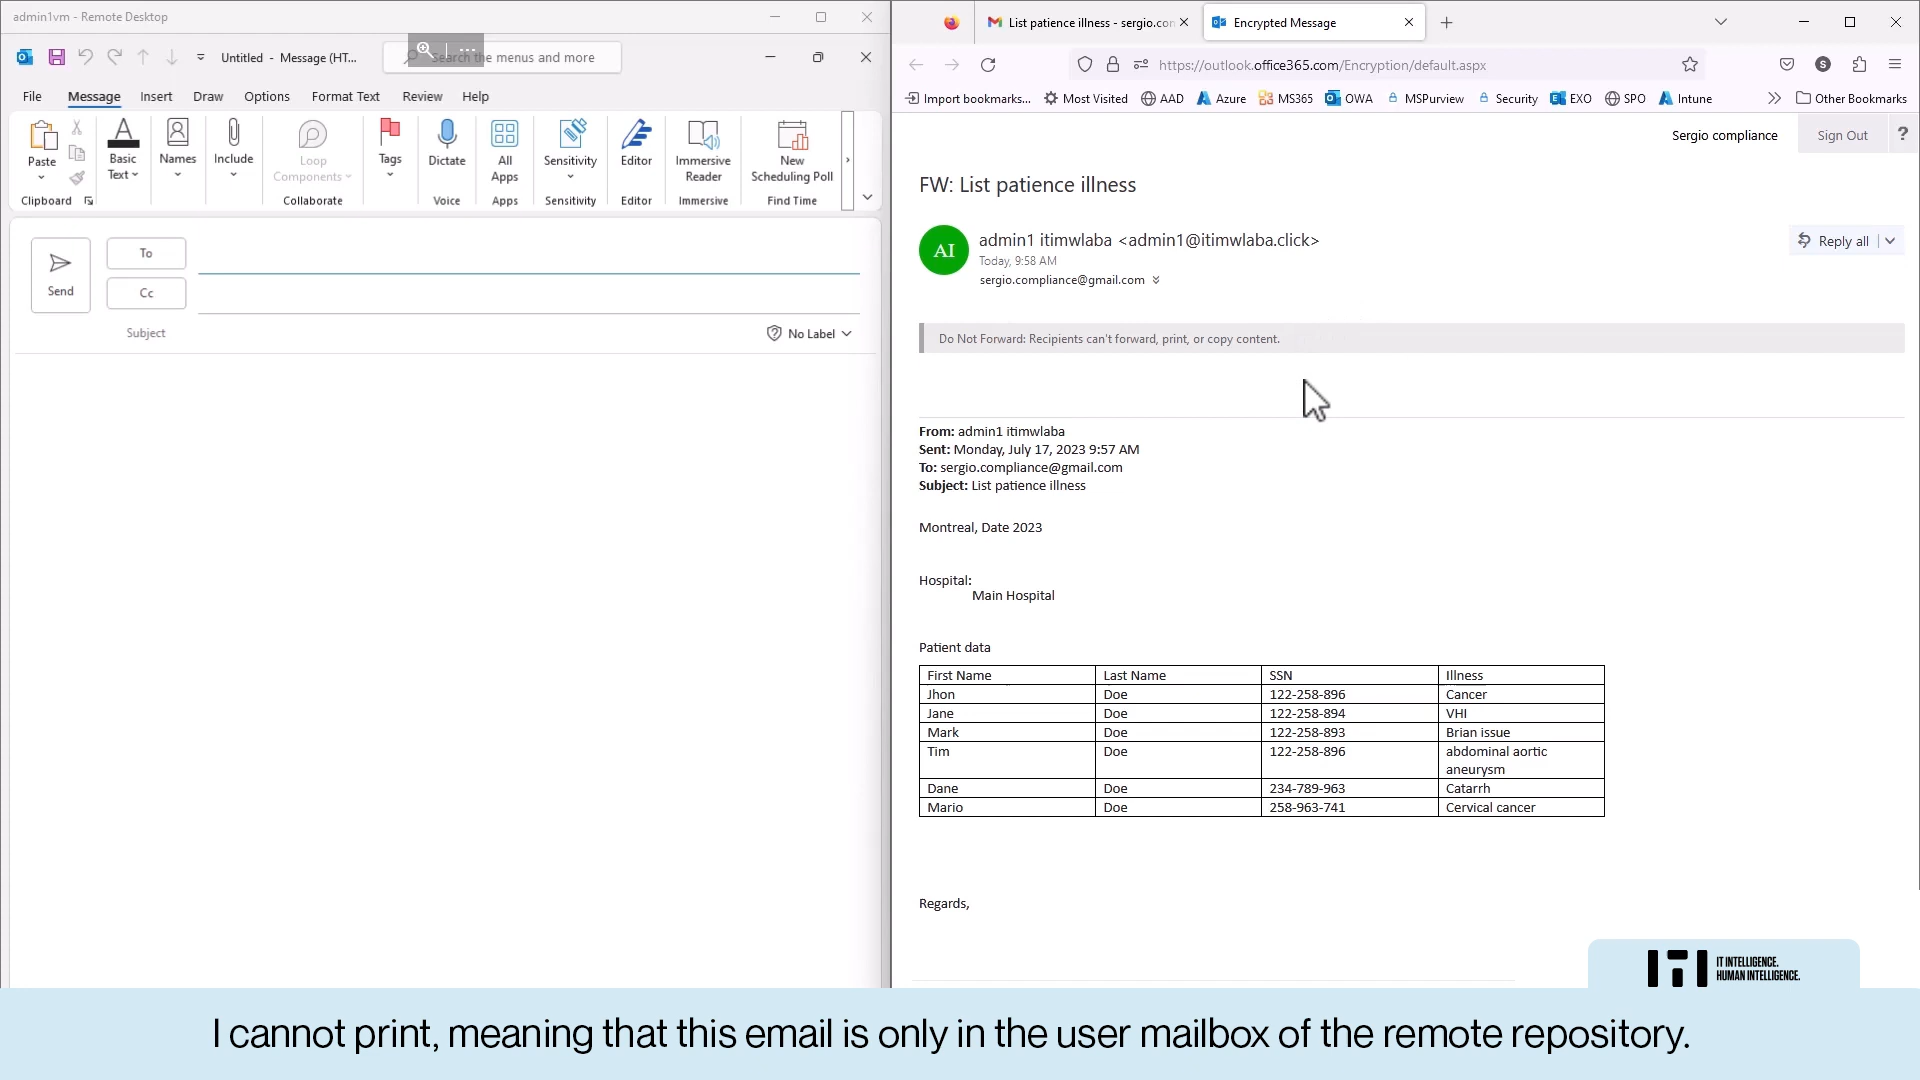 admin1vm - Remote Desktop
Untitled - Message (HT...
Search the menus and more
File Message Insert Draw Options Format Text Review Help
Paste
Basic Text
Names
Include
Loop Components
Tags
Dictate
All Apps
Sensitivity
Editor
Immersive Reader
New Scheduling Poll
Clipboard
Collaborate
Voice
Apps
Sensitivity
Editor
Immersive
Find Time
Send
To
Cc
Subject
No Label
List patience illness - sergio.con
Encrypted Message
https://outlook.office365.com/Encryption/default.aspx
S
Import bookmarks... Most Visited AAD Azure MS365 OWA MSPurview Security EXO SPO Intune Other Bookmarks
Sergio compliance Sign Out ?
FW: List patience illness
AI
admin1 itimwlaba <admin1@itimwlaba.click>
Today, 9:58 AM
sergio.compliance@gmail.com
Reply all
Do Not Forward: Recipients can't forward, print, or copy content.
From: admin1 itimwlaba
Sent: Monday, July 17, 2023 9:57 AM
To: sergio.compliance@gmail.com
Subject: List patience illness
Montreal, Date 2023
Hospital:
Main Hospital
Patient data
First Name Last Name SSN Illness
Jhon Doe 122-258-896 Cancer
Jane Doe 122-258-894 VHI
Mark Doe 122-258-893 Brian issue
Tim Doe 122-258-896 abdominal aortic
aneurysm
Dane Doe 234-789-963 Catarrh
Mario Doe 258-963-741 Cervical cancer
Regards,
ITI IT INTELLIGENCE.
HUMAN INTELLIGENCE.
I cannot print, meaning that this email is only in the user mailbox of the remote repository.